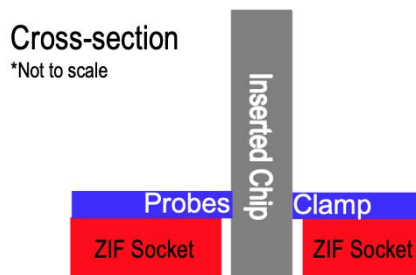 Cross-section
*Not to scale
Inserted Chip
Probes
Clamp
ZIF Socket
ZIF Socket